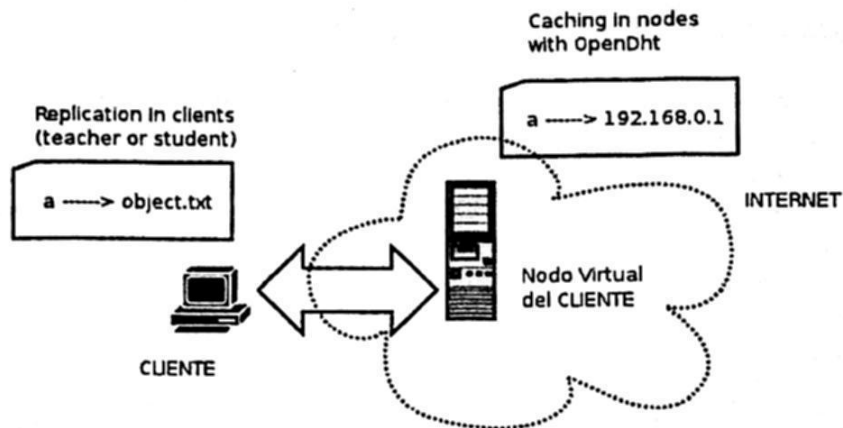 Caching in nodes
with OpenDht
a -----> 192.168.0.1
Replication in clients
(teacher or student)
a -----> object.txt
INTERNET
Nodo Virtual
del CLIENTE
CLIENTE